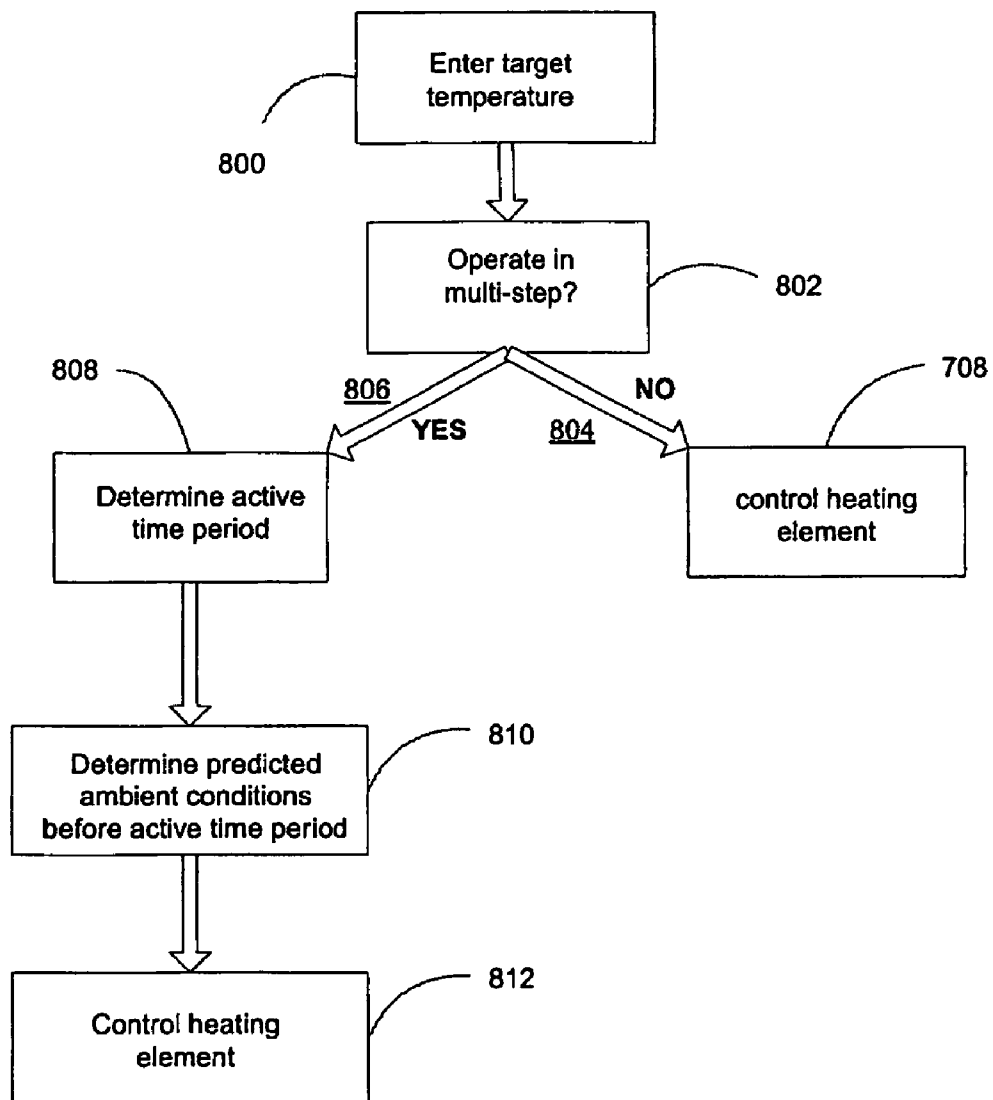 Enter target
temperature
800
Operate in
multi-step?
802
808
806
YES
NO
804
708
Determine active
time period
control heating
element
810
Determine predicted
ambient conditions
before active time period
812
Control heating
element